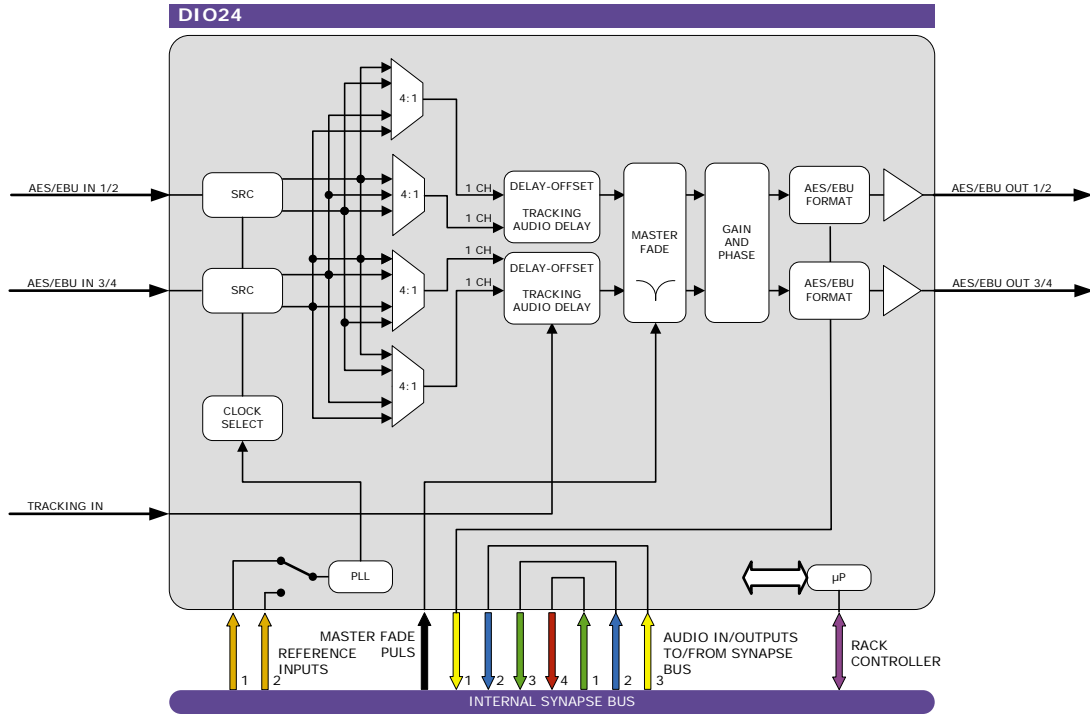 DIO24
4:1
AES/EBU IN 1/2
SRC
4:1
1 CH
1 CH
DELAY-OFFSET
TRACKING
AUDIO DELAY
MASTER
FADE
GAIN
AND
PHASE
AES/EBU
FORMAT
AES/EBU OUT 1/2
AES/EBU IN 3/4
SRC
4:1
1 CH
1 CH
DELAY-OFFSET
TRACKING
AUDIO DELAY
AES/EBU
FORMAT
AES/EBU OUT 3/4
4:1
CLOCK
SELECT
TRACKING IN
PLL
µP
REFERENCE
INPUTS
1
2
MASTER FADE
PULS
1
2
3
4
1
2
3
AUDIO IN/OUTPUTS
TO/FROM SYNAPSE
BUS
RACK
CONTROLLER
INTERNAL SYNAPSE BUS